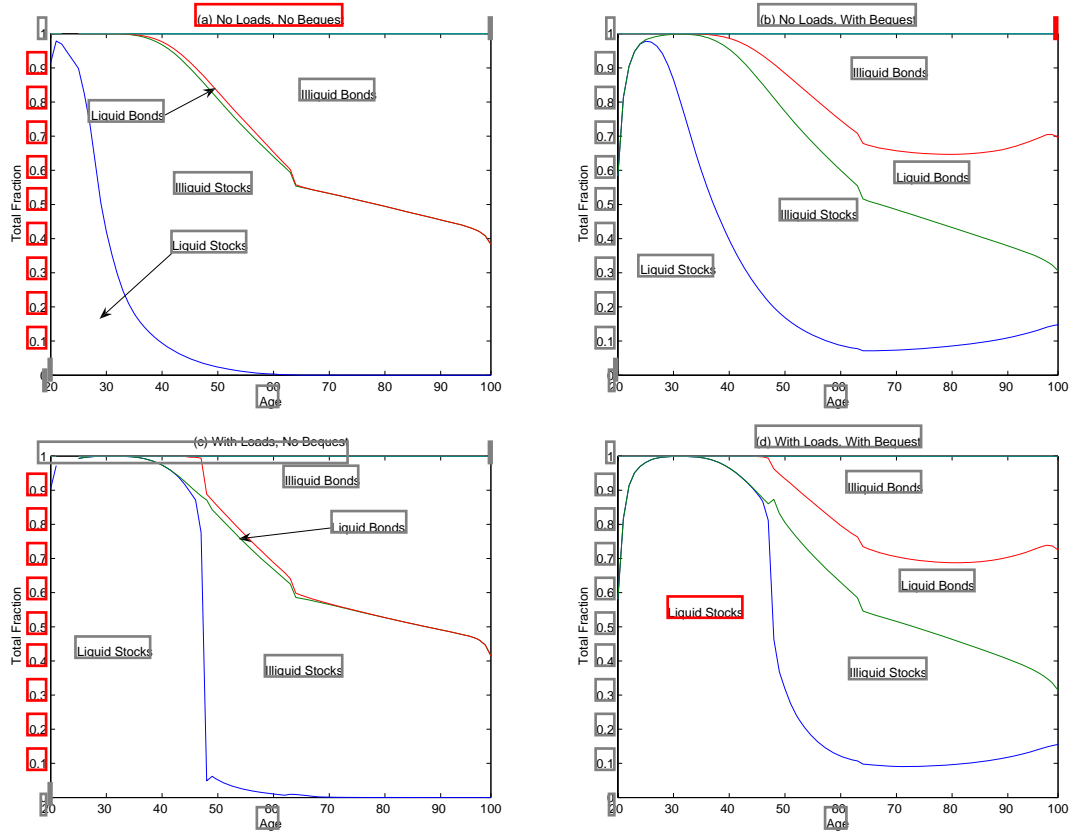 (a) No Loads, No Bequest
1
0.9
0.8
0.7
0.6
0.5
0.4
0.3
0.2
0.1
0
Total Fraction
Illiquid Bonds
Liquid Bonds
Illiquid Stocks
Liquid Stocks
20 30 40 50 60 70 80 90 100
Age
(b) No Loads, With Bequest
1
0.9
0.8
0.7
0.6
0.5
0.4
0.3
0.2
0.1
0
Total Fraction
Illiquid Bonds
Liquid Bonds
Illiquid Stocks
Liquid Stocks
20 30 40 50 60 70 80 90 100
Age
(c) With Loads, No Bequest
1
0.9
0.8
0.7
0.6
0.5
0.4
0.3
0.2
0.1
0
Total Fraction
Illiquid Bonds
Liquid Bonds
Liquid Stocks
Illiquid Stocks
20 30 40 50 60 70 80 90 100
Age
(d) With Loads, With Bequest
1
0.9
0.8
0.7
0.6
0.5
0.4
0.3
0.2
0.1
0
Total Fraction
Illiquid Bonds
Liquid Bonds
Liquid Stocks
Illiquid Stocks
20 30 40 50 60 70 80 90 100
Age